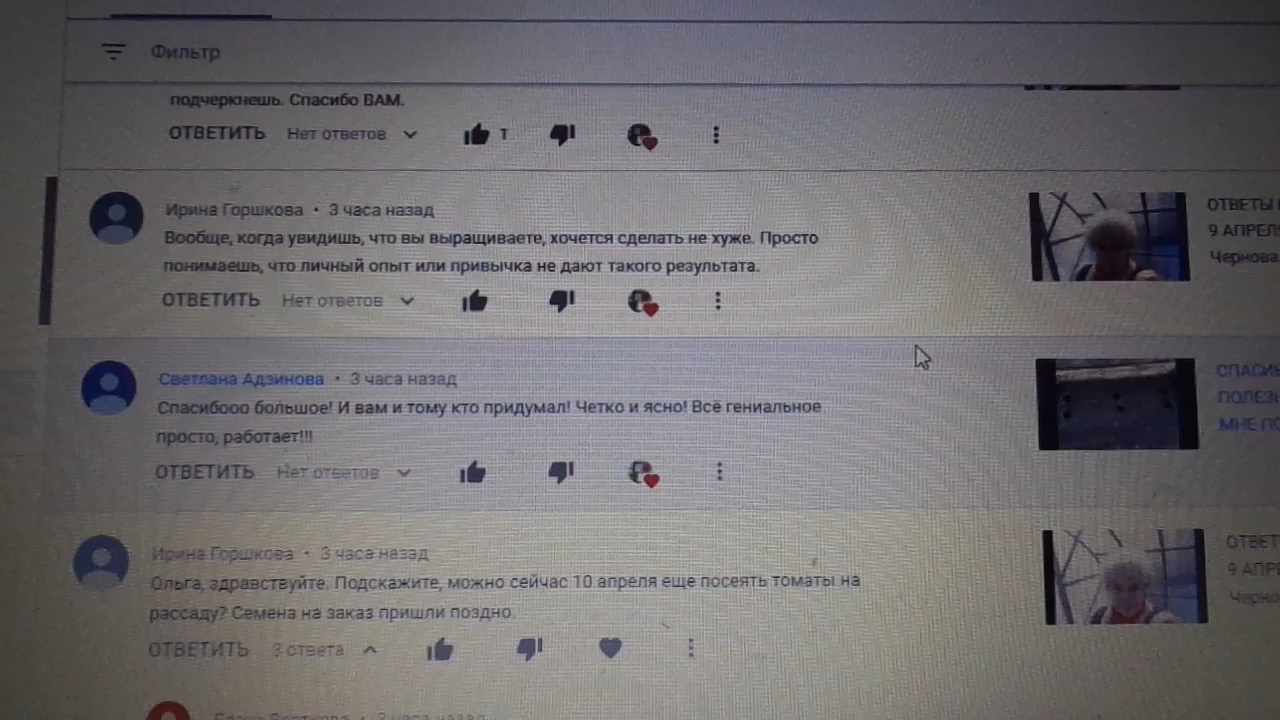 Фильтр
подчеркнешь. Спасибо ВАМ.
ОТВЕТИТЬ Нет ответов 1
Ирина Горшкова • 3 часа назад
Вообще, когда увидишь, что вы выращиваете, хочется сделать не хуже. Просто
понимаешь, что личный опыт или привычка не дают такого результата.
ОТВЕТИТЬ Нет ответов
ОТВЕТЫ
9 АПРЕЛ
Чернова
Светлана Адзинова • 3 часа назад
Спасибооо большое! И вам и тому кто придумал! Четко и ясно! Всё гениальное
просто, работает!!!
ОТВЕТИТЬ Нет ответов
СПАСИ
ПОЛЕЗ
МНЕ ПО
Ирина Горшкова • 3 часа назад
Ольга, здравствуйте. Подскажите, можно сейчас 10 апреля еще посеять томаты на
рассаду? Семена на заказ пришли поздно.
ОТВЕТИТЬ 3 ответа
ОТВЕТ
9 АПР
Черно